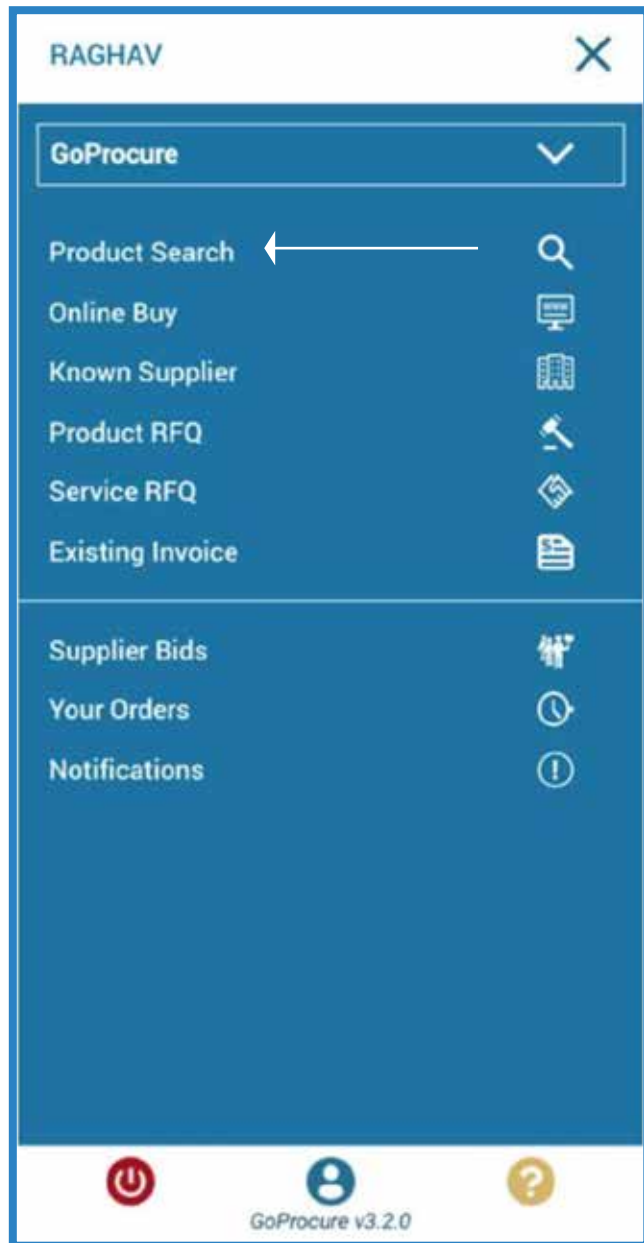 RAGHAV
GoProcure
Product Search
Online Buy
Known Supplier
Product RFQ
Service RFQ
Existing Invoice
Supplier Bids
Your Orders
Notifications
GoProcure v3.2.0